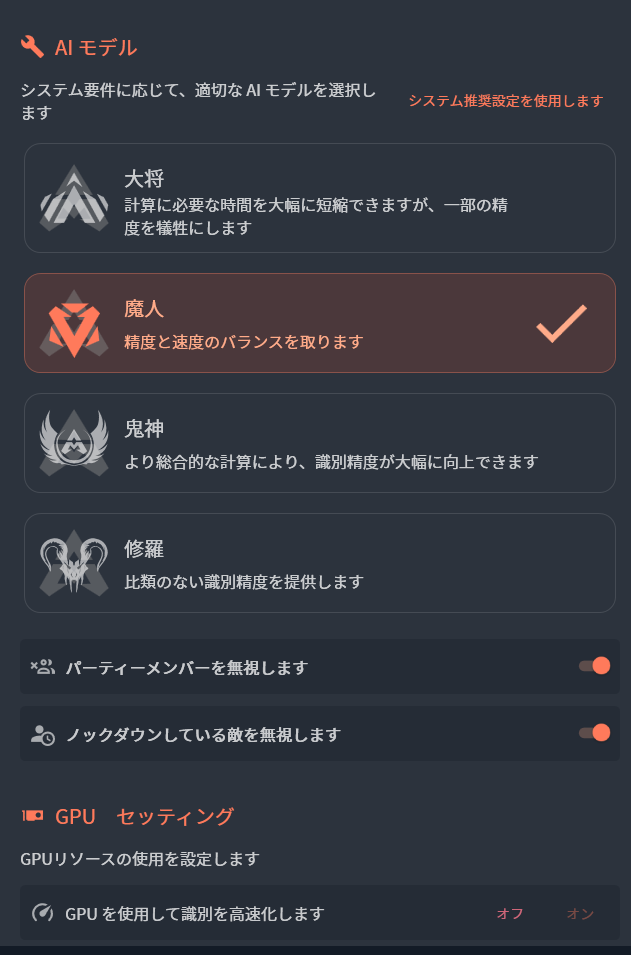 AI モデル
システム要件に応じて、適切な AI モデルを選択し
ます
システム推奨設定を使用します
大将
計算に必要な時間を大幅に短縮できますが、一部の精
度を犠牲にします
魔人
精度と速度のバランスを取ります
鬼神
より総合的な計算により、識別精度が大幅に向上できます
修羅
比類のない識別精度を提供します
パーティーメンバーを無視します
ノックダウンしている敵を無視します
GPU　セッティング
GPUリソースの使用を設定します
GPU を使用して識別を高速化します
オフ
オン